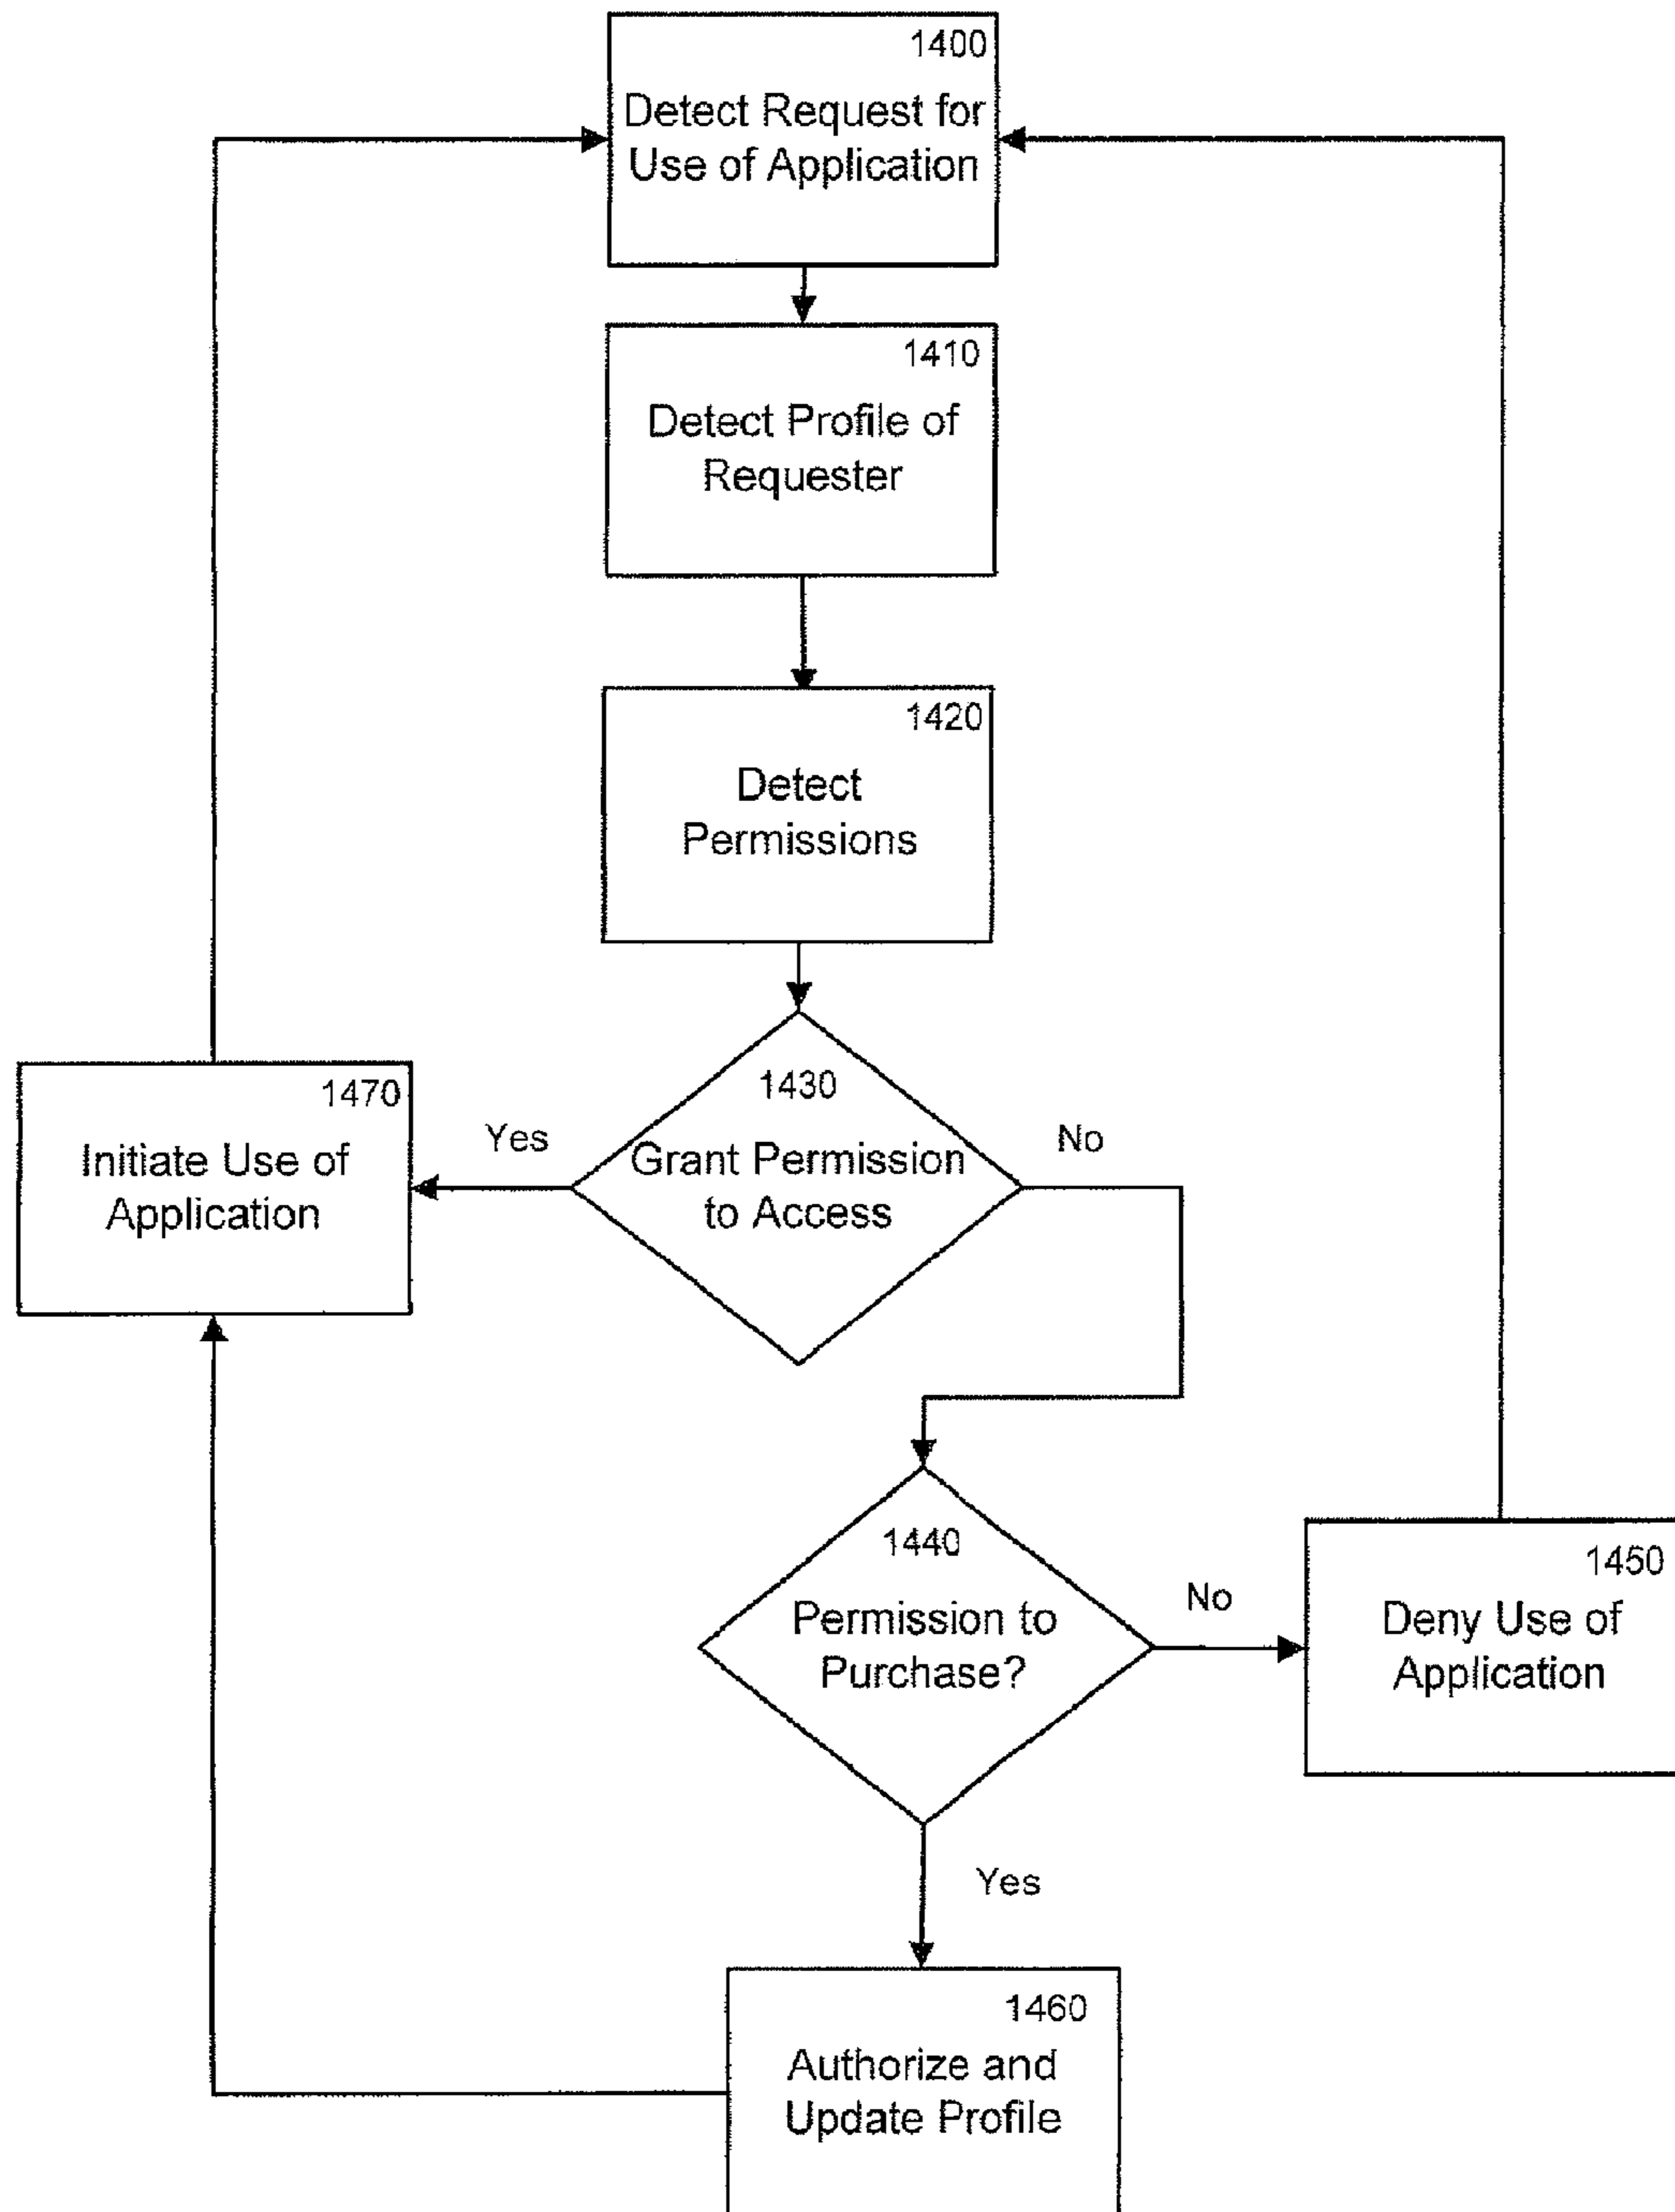 1400
Detect Request for
Use of Application
1410
Detect Profile of
Requester
1420
Detect
Permissions
1430
Grant Permission
to Access
Yes
No
1470
Initiate Use of
Application
1440
Permission to
Purchase?
No
Yes
1450
Deny Use of
Application
1460
Authorize and
Update Profile